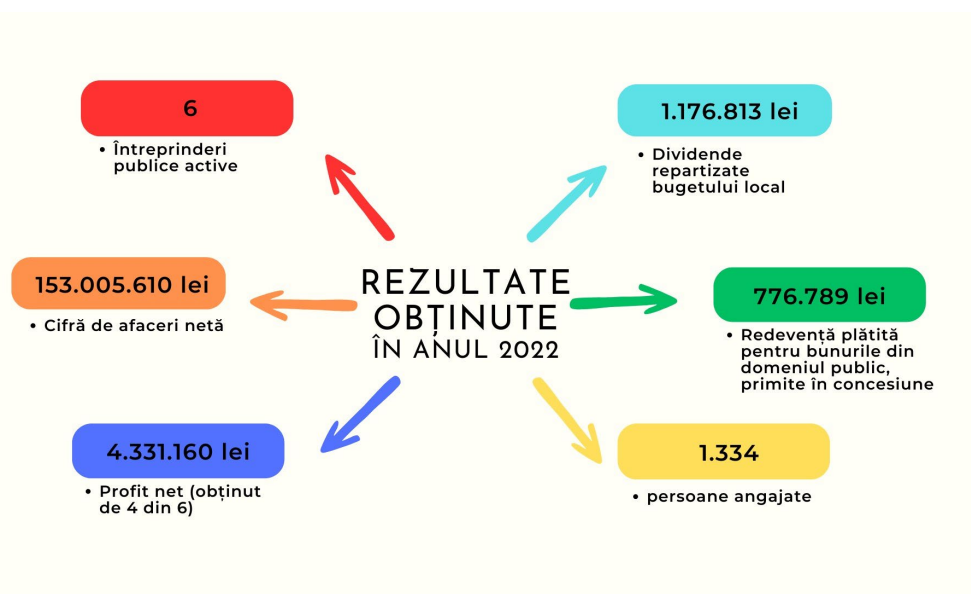 6
• Întreprinderi
publice active
1.176.813 lei
• Dividende
repartizate
bugetului local
153.005.610 lei
• Cifră de afaceri netă
REZULTATE
OBȚINUTE
ÎN ANUL 2022
776.789 lei
• Redevență plătită
pentru bunurile din
domeniul public,
primite în concesiune
4.331.160 lei
• Profit net (obținut
de 4 din 6)
1.334
• persoane angajate